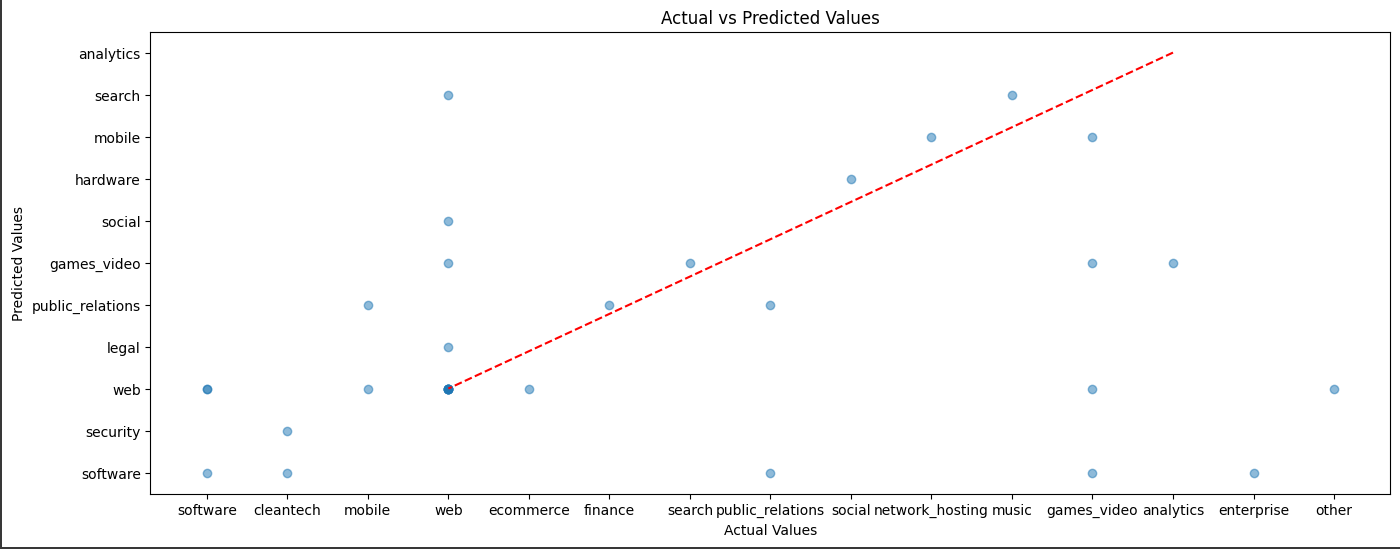 Actual vs Predicted Values
Predicted Values
analytics
search
mobile
hardware
social
games_video
public_relations
legal
web
security
software
software cleantech mobile web ecommerce finance search public_relations social network_hosting music games_video analytics enterprise other
Actual Values